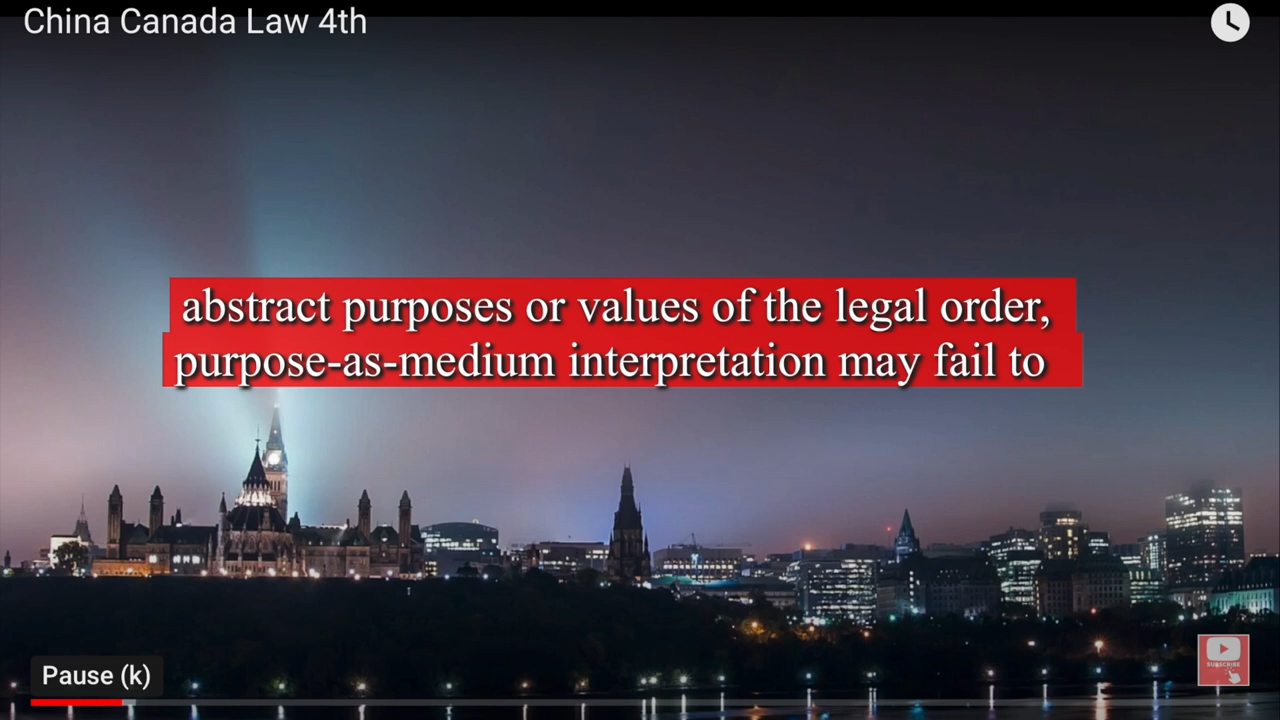 China Canada Law 4th
abstract purposes or values of the legal order,
purpose-as-medium interpretation may fail to
Pause (k)
SUBSCRIBE